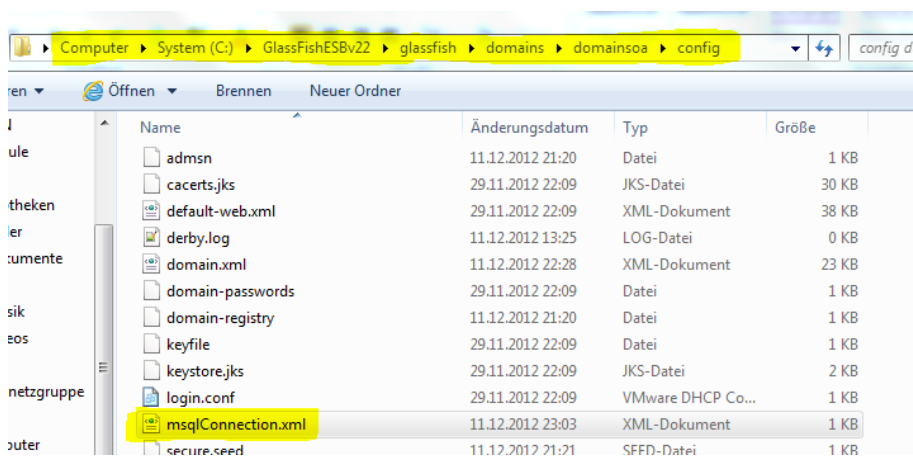 Computer ▸ System (C:) ▸ GlassFishESBv22 ▸ glassfish ▸ domains ▸ domainsoa ▸ config config d
ren Öffnen Brennen Neuer Ordner
Name Änderungsdatum Typ Größe
admsn 11.12.2012 21:20 Datei 1 KB
ule cacerts.jks 29.11.2012 22:09 JKS-Datei 30 KB
otheken default-web.xml 29.11.2012 22:09 XML-Dokument 38 KB
er derby.log 11.12.2012 13:25 LOG-Datei 0 KB
umente domain.xml 11.12.2012 22:28 XML-Dokument 23 KB
domain-passwords 29.11.2012 22:09 Datei 1 KB
sik domain-registry 11.12.2012 21:20 Datei 1 KB
eos keyfile 29.11.2012 22:09 Datei 1 KB
keystore.jks 29.11.2012 22:09 JKS-Datei 2 KB
netzgruppe login.conf 29.11.2012 22:09 VMware DHCP Co... 1 KB
msqlConnection.xml 11.12.2012 23:03 XML-Dokument 1 KB
puter secure.seed 11.12.2012 21:21 SEED-Datei 1 KB